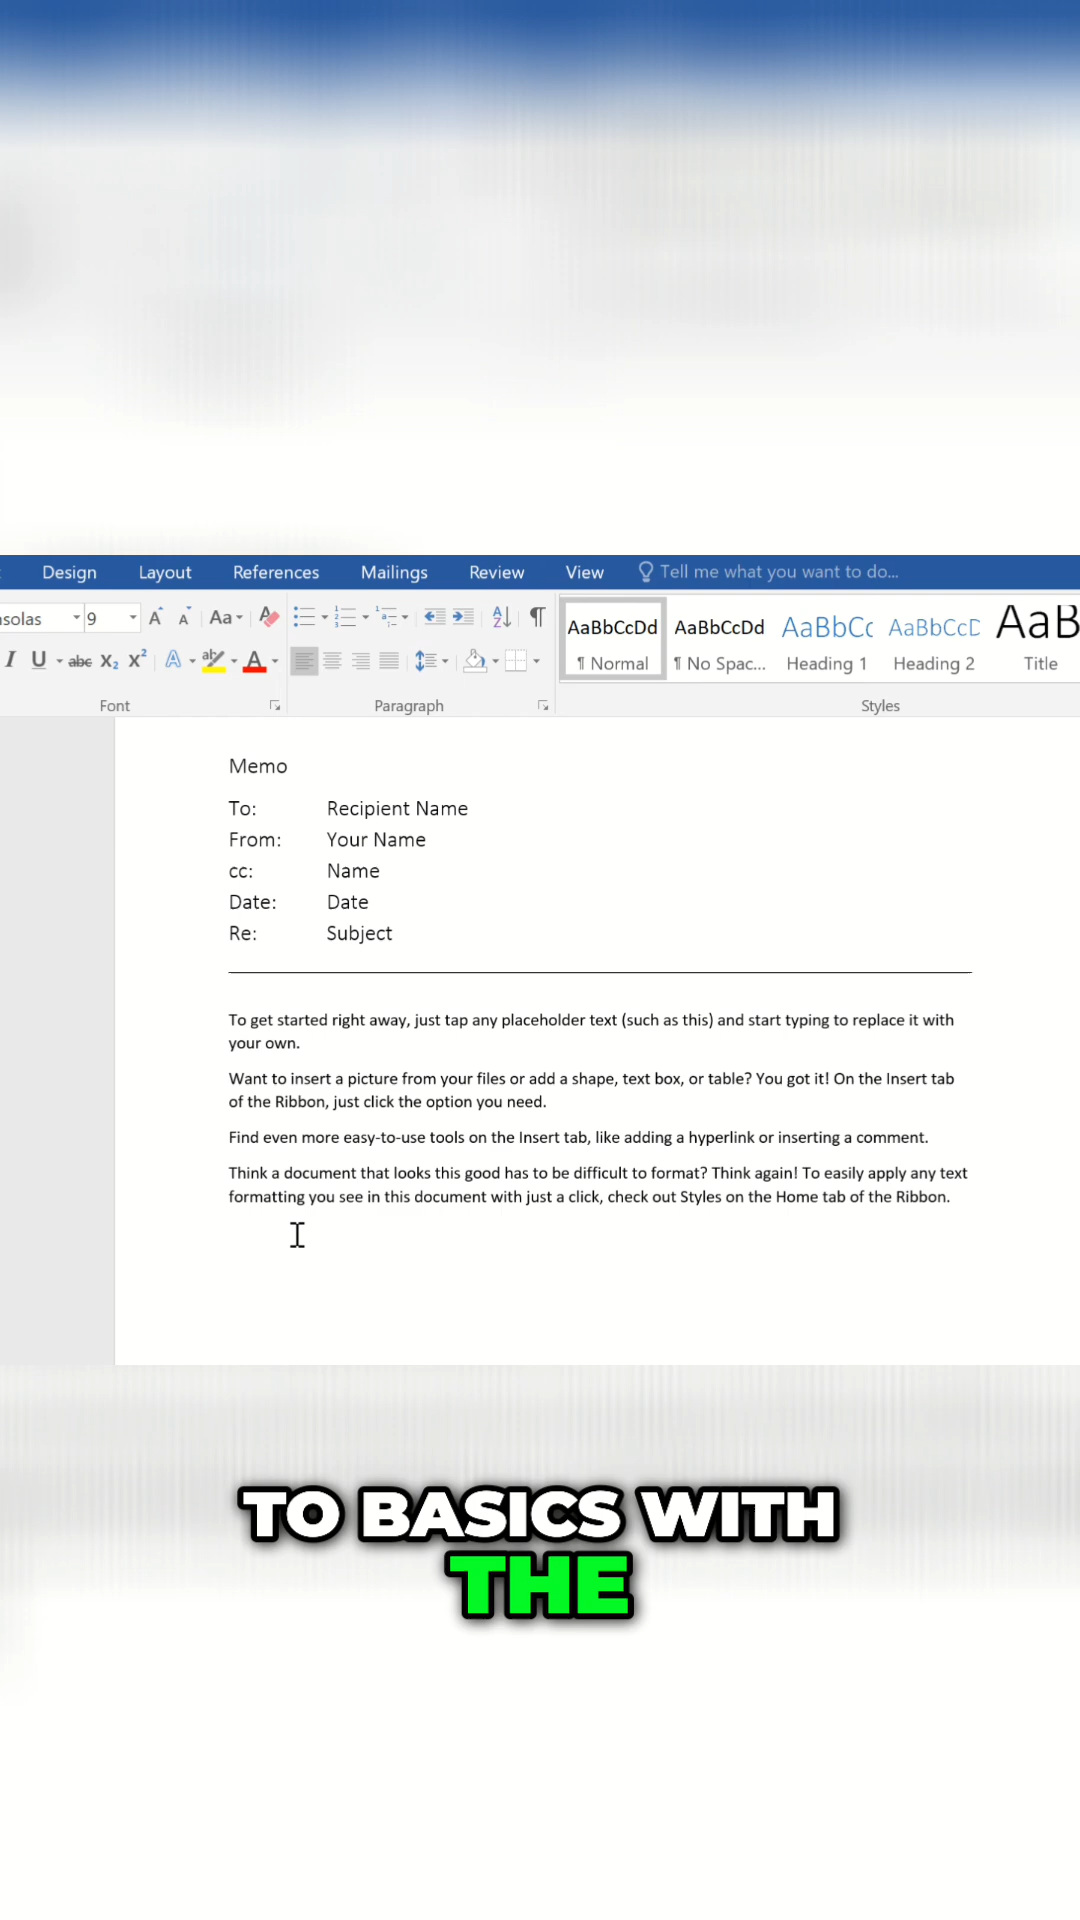 Design Layout References Mailings Review View Tell me what you want to do...
9 Aa
I U abc X₂ X² A ab A
AaBbCcDd AaBbCcDd AaBbCc AaBbCcD AaB
¶ Normal ¶ No Spac... Heading 1 Heading 2 Title
Font Paragraph Styles
Memo
To: Recipient Name
From: Your Name
cc: Name
Date: Date
Re: Subject
To get started right away, just tap any placeholder text (such as this) and start typing to replace it with
your own.
Want to insert a picture from your files or add a shape, text box, or table? You got it! On the Insert tab
of the Ribbon, just click the option you need.
Find even more easy-to-use tools on the Insert tab, like adding a hyperlink or inserting a comment.
Think a document that looks this good has to be difficult to format? Think again! To easily apply any text
formatting you see in this document with just a click, check out Styles on the Home tab of the Ribbon.
TO BASICS WITH
THE